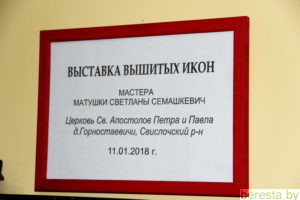 ВЫСТАВКА ВЫШИТЫХ ИКОН
МАСТЕРА
МАТУШКИ СВЕТЛАНЫ СЕМАШКЕВИЧ
Церковь Св. Апостолов Петра и Павла
д.Горностаевичи, Свислочский р-н
11.01.2018 г.
beresta.by